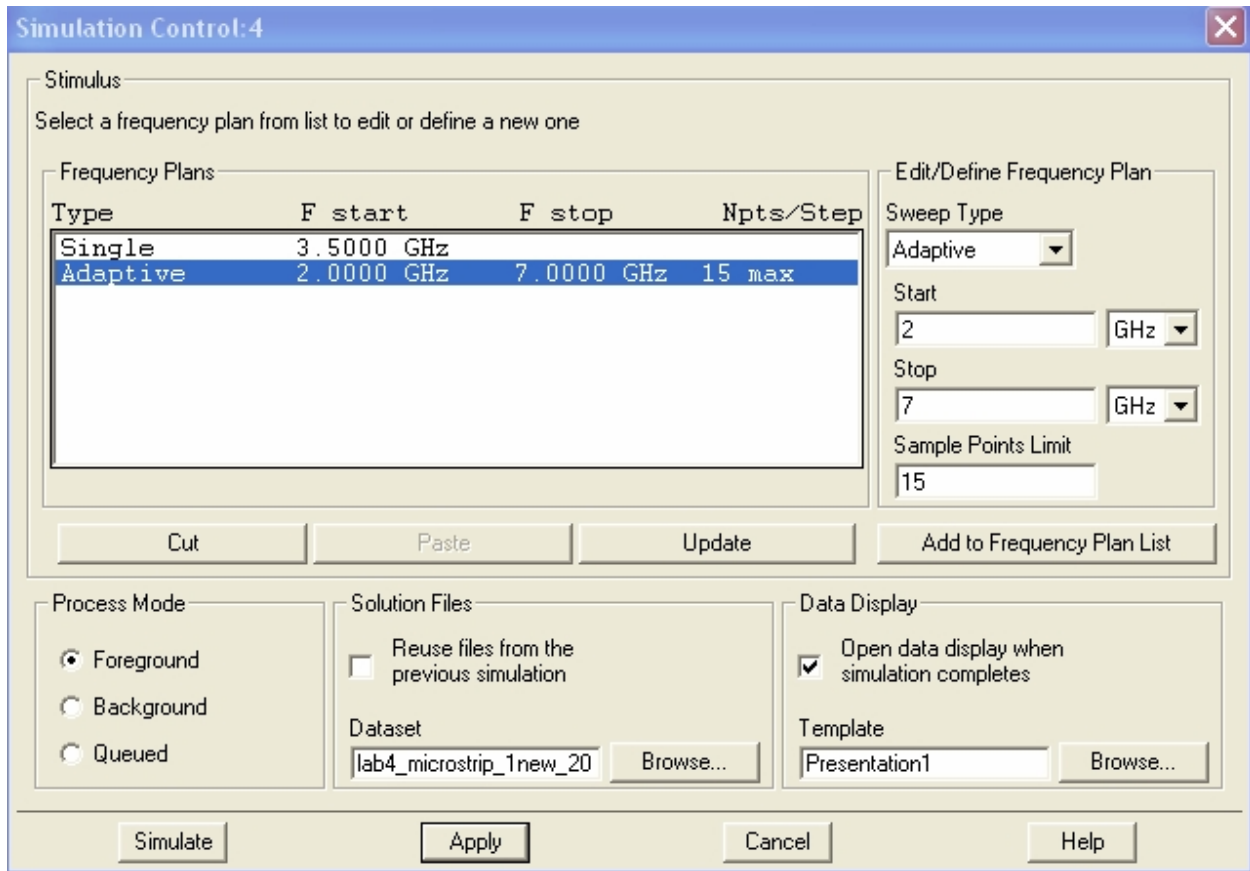 Simulation Control:4
Stimulus
Select a frequency plan from list to edit or define a new one
Frequency Plans
Type F start F stop Npts/Step
Single 3.5000 GHz
Adaptive 2.0000 GHz 7.0000 GHz 15 max
Edit/Define Frequency Plan
Sweep Type
Adaptive
Start
2 GHz
Stop
7 GHz
Sample Points Limit
15
Cut Paste Update Add to Frequency Plan List
Process Mode
Foreground
Background
Queued
Solution Files
Reuse files from the
previous simulation
Dataset
lab4_microstrip_1new_20 Browse...
Data Display
Open data display when
simulation completes
Template
Presentation1 Browse...
Simulate Apply Cancel Help